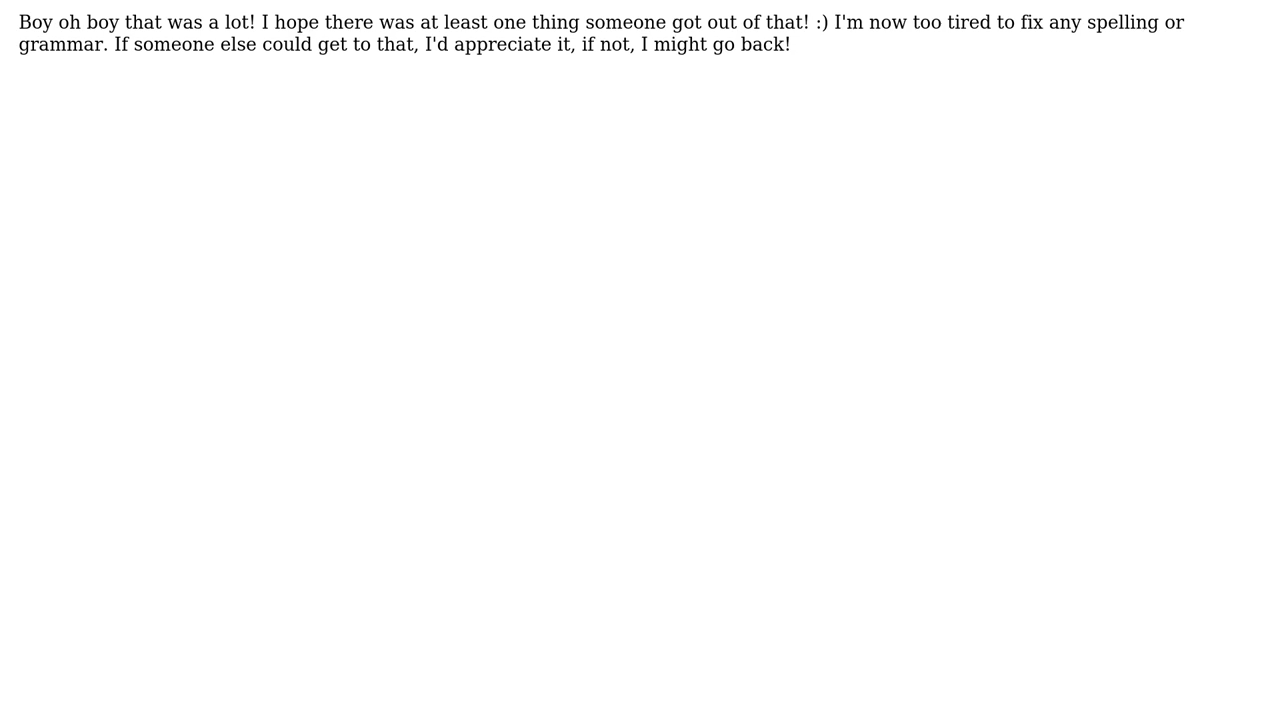 Boy oh boy that was a lot! I hope there was at least one thing someone got out of that! :) I'm now too tired to fix any spelling or
grammar. If someone else could get to that, I'd appreciate it, if not, I might go back!